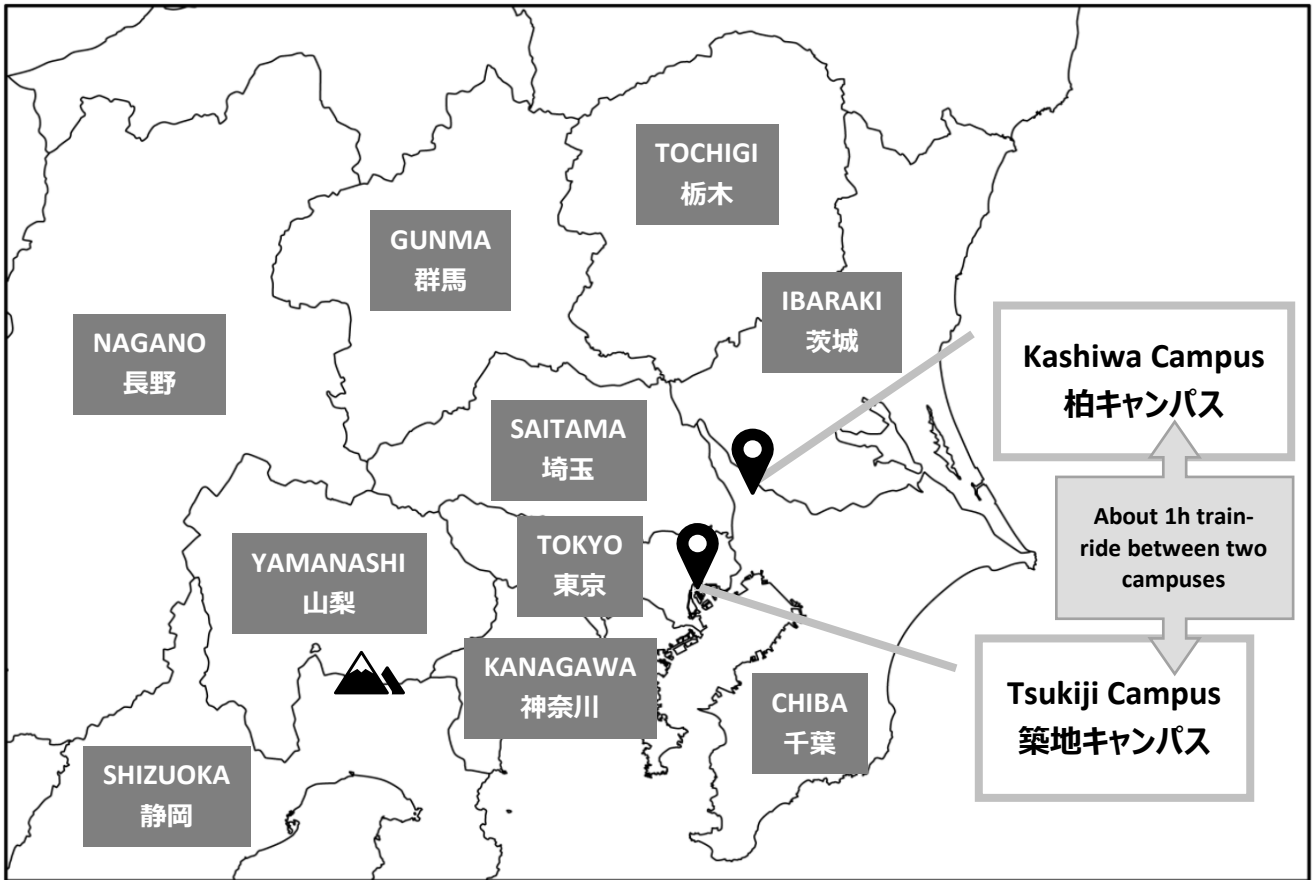 TOCHIGI
栃木
GUNMA
群馬
IBARAKI
茨城
NAGANO
長野
Kashiwa Campus
柏キャンパス
SAITAMA
埼玉
About 1h train-
ride between two
campuses
TOKYO
東京
YAMANASHI
山梨
KANAGAWA
神奈川
CHIBA
千葉
Tsukiji Campus
築地キャンパス
SHIZUOKA
静岡